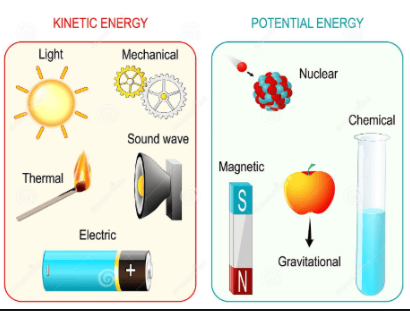 KINETIC ENERGY
Light
Mechanical
Sound wave
Thermal
Electric
+
POTENTIAL ENERGY
Nuclear
Chemical
Magnetic
S
N
Gravitational